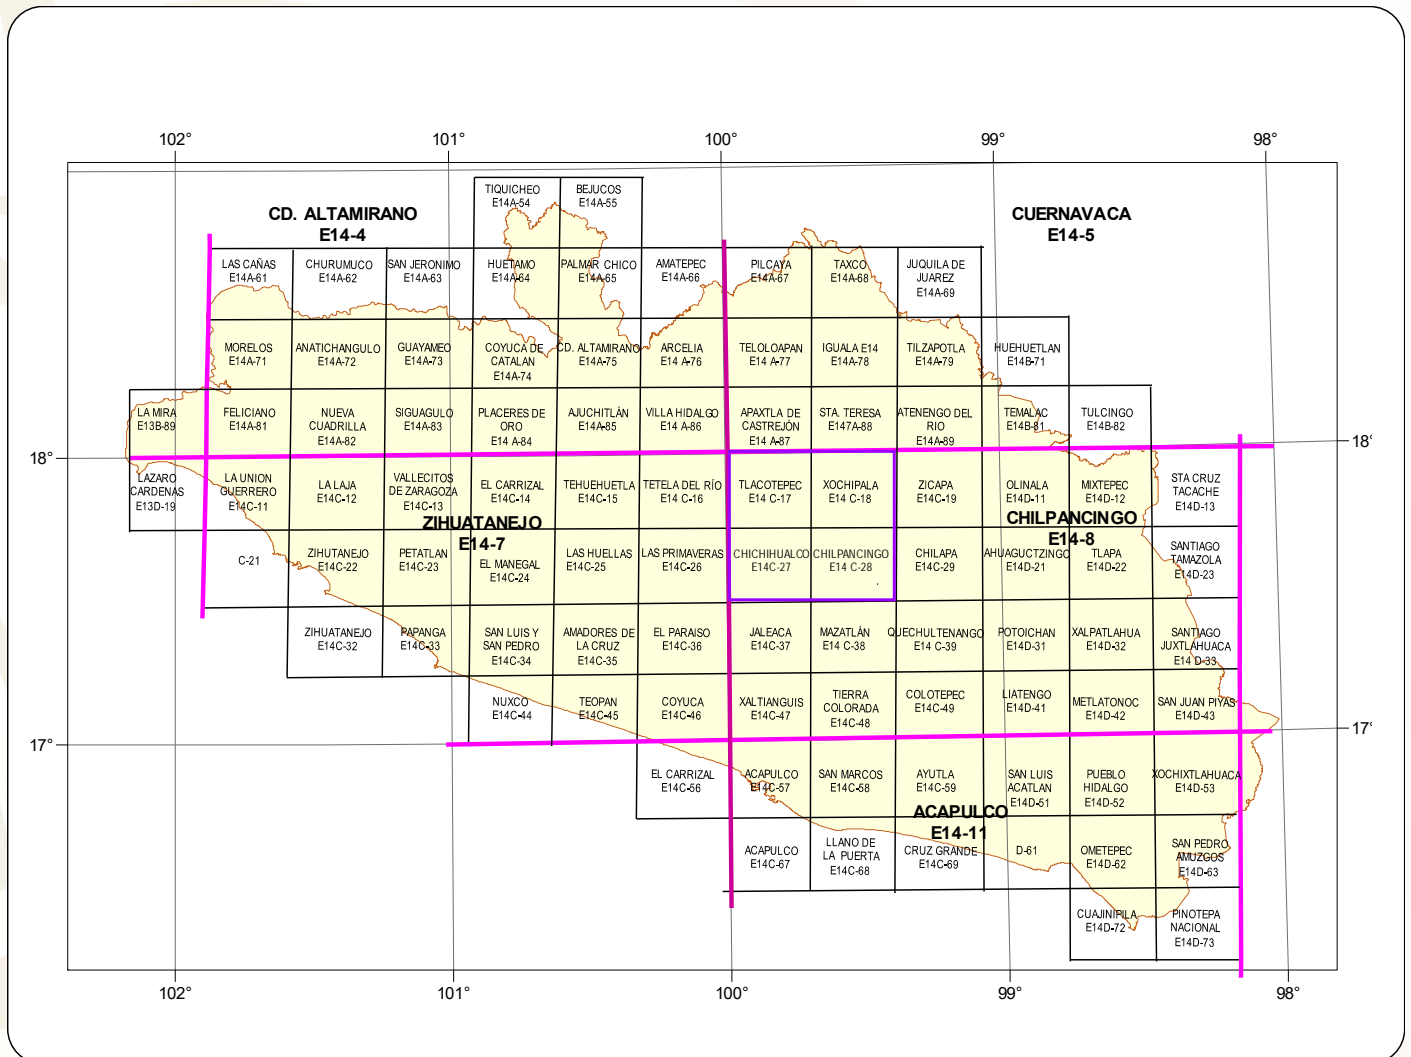 102°
101°
100°
99°
98°
TIQUICHEO
E14A-54
BEJUCOS
E14A-55
CD. ALTAMIRANO
E14-4
CUERNAVACA
E14-5
LAS CAÑAS
E14A-61
CHURUMUCO
E14A-62
SAN JERONIMO
E14A-63
HUETAMO
E14A-64
PALMAR CHICO
E14A-65
AMATEPEC
E14A-66
PILCAYA
E14A-67
TAXCO
E14A-68
JUQUILA DE
JUAREZ
E14A-69
MORELOS
E14A-71
ANATICHANGULO
E14A-72
GUAYAMEO
E14A-73
COYUCA DE
CATALAN
E14A-74
CD. ALTAMIRANO
E14A-75
ARCELIA
E14 A-76
TELOLOAPAN
E14 A-77
IGUALA E14
E14A-78
TILZAPOTLA
E14A-79
HUEHUETLAN
E14B-71
LA MIRA
E13B-89
FELICIANO
E14A-81
NUEVA
CUADRILLA
E14A-82
SIGUAGULO
E14A-83
PLACERES DE
ORO
E14 A-84
AJUCHITLÁN
E14A-85
VILLA HIDALGO
E14 A-86
APAXTLA DE
CASTREJÓN
E14 A-87
STA. TERESA
E147A-88
ATENENGO DEL
RIO
E14A-89
TEMALAC
E14B-81
TULCINGO
E14B-82
18°
18°
LAZARO
CARDENAS
E13D-19
LA UNION
GUERRERO
E14C-11
LA LAJA
E14C-12
VALLECITOS
DE ZARAGOZA
E14C-13
EL CARRIZAL
E14C-14
TEHUEHUETLA
E14C-15
TETELA DEL RÍO
E14 C-16
TLACOTEPEC
E14 C-17
XOCHIPALA
E14 C-18
ZICAPA
E14C-19
OLINALA
E14D-11
MIXTEPEC
E14D-12
STA CRUZ
TACACHE
E14D-13
ZIHUATANEJO
E14-7
CHILPANCINGO
E14-8
C-21
ZIHUTANEJO
E14C-22
PETATLAN
E14C-23
EL MANEGAL
E14C-24
LAS HUELLAS
E14C-25
LAS PRIMAVERAS
E14C-26
CHICHIHUALCO
E14C-27
CHILPANCINGO
E14 C-28
CHILAPA
E14C-29
AHUAGUCTZINGO
E14D-21
TLAPA
E14D-22
SANTIAGO
TAMAZOLA
E14D-23
ZIHUATANEJO
E14C-32
PAPANGA
E14C-33
SAN LUIS Y
SAN PEDRO
E14C-34
AMADORES DE
LA CRUZ
E14C-35
EL PARAISO
E14C-36
JALEACA
E14C-37
MAZATLÁN
E14 C-38
QUECHULTENANGO
E14 C-39
POTOICHAN
E14D-31
XALPATLAHUA
E14D-32
SANTIAGO
JUXTLAHUACA
E14 D-33
NUXCO
E14C-44
TEOPAN
E14C-45
COYUCA
E14C-46
XALTIANGUIS
E14C-47
TIERRA
COLORADA
E14C-48
COLOTEPEC
E14C-49
LIATENGO
E14D-41
METLATONOC
E14D-42
SAN JUAN PIYAS
E14D-43
17°
17°
EL CARRIZAL
E14C-56
ACAPULCO
E14C-57
SAN MARCOS
E14C-58
AYUTLA
E14C-59
SAN LUIS
ACATLAN
E14D-51
PUEBLO
HIDALGO
E14D-52
XOCHIXTLAHUACA
E14D-53
ACAPULCO
E14-11
ACAPULCO
E14C-67
LLANO DE
LA PUERTA
E14C-68
CRUZ GRANDE
E14C-69
D-61
OMETEPEC
E14D-62
SAN PEDRO
AMUZGOS
E14D-63
CUAJINIPILA
E14D-72
PINOTEPA
NACIONAL
E14D-73
102°
101°
100°
99°
98°